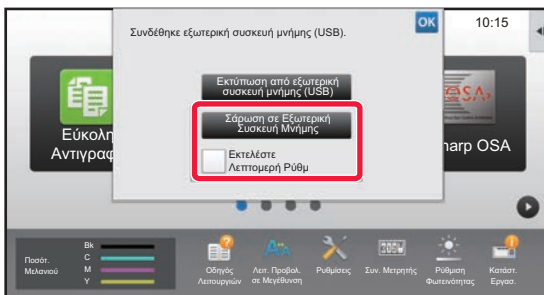 Συνδέθηκε εξωτερική συσκευή μνήμης (USB).
OK
10:15
Εκτύπωση από εξωτερική
συσκευή μνήμης (USB)
Σάρωση σε Εξωτερική
Συσκευή Μνήμης
Εκτελέστε
Λεπτομερή Ρύθμ
Εύκολη
Αντιγραφ
OSA
harp OSA
Ποσότ.
Μελανιού
Bk
C
M
Y
Οδηγός
Λειτουργιών
Λειτ. Προβολ.
σε Μεγέθυνση
Ρυθμίσεις
Συν. Μετρητής
Ρύθμιση
Φωτεινότητας
Κατάστ.
Εργασ.